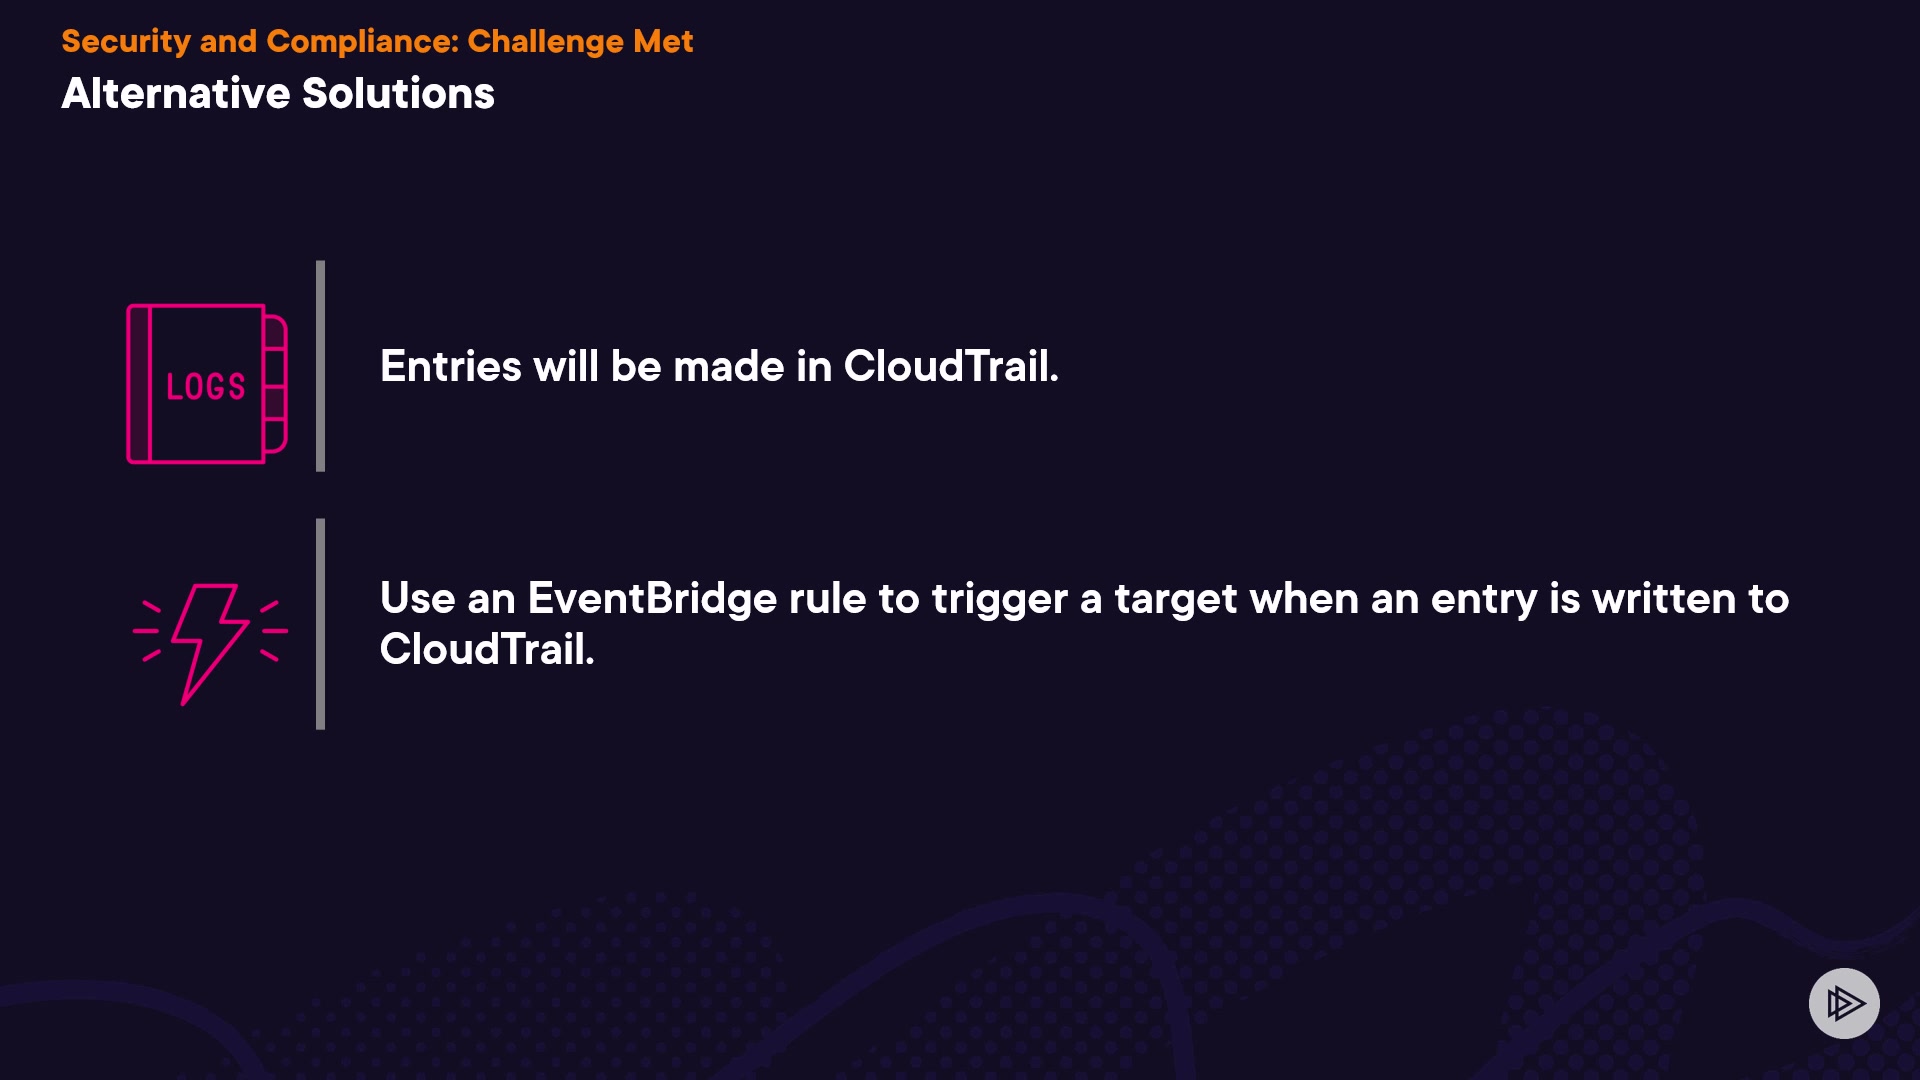 Security and Compliance: Challenge Met
Alternative Solutions
LOGS
Entries will be made in CloudTrail.
Use an EventBridge rule to trigger a target when an entry is written to
CloudTrail.